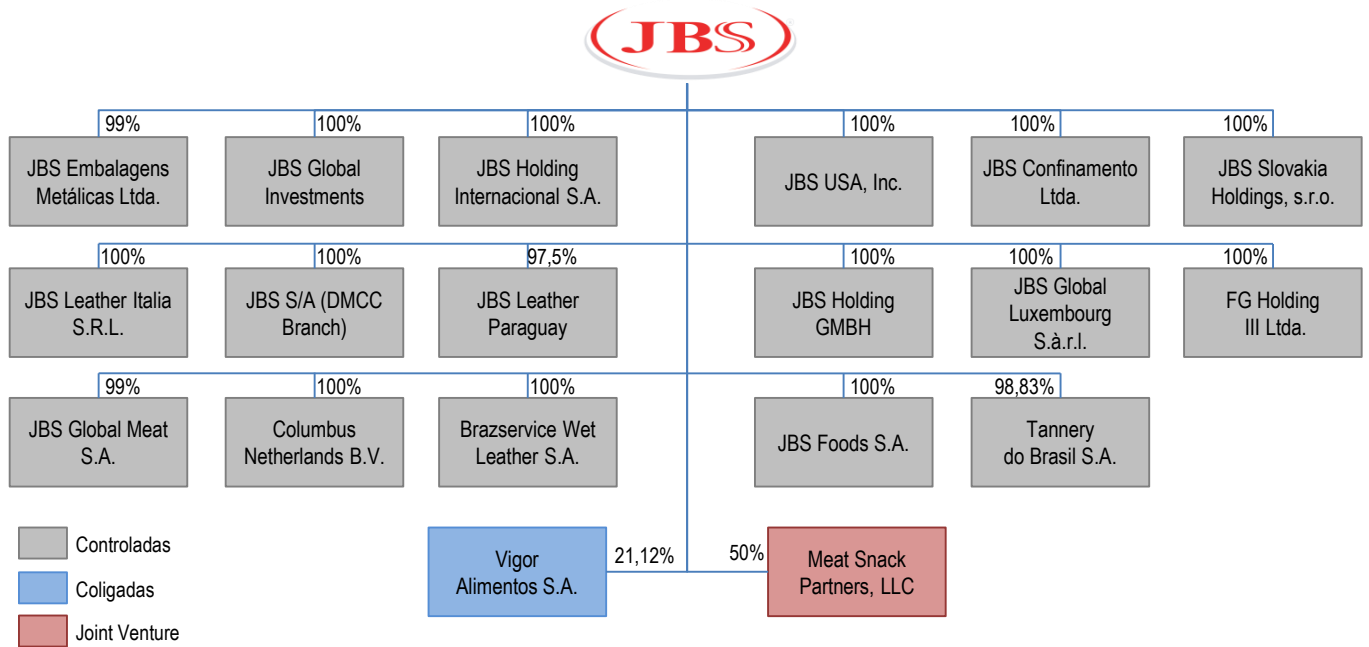 JBS
99%
100%
100%
100%
100%
100%
JBS Embalagens
Metálicas Ltda.
JBS Global
Investments
JBS Holding
Internacional S.A.
JBS USA, Inc.
JBS Confinamento
Ltda.
JBS Slovakia
Holdings, s.r.o.
100%
100%
97,5%
100%
100%
100%
JBS Leather Italia
S.R.L.
JBS S/A (DMCC
Branch)
JBS Leather
Paraguay
JBS Holding
GMBH
JBS Global
Luxembourg
S.à.r.l.
FG Holding
III Ltda.
99%
100%
100%
100%
98,83%
JBS Global Meat
S.A.
Columbus
Netherlands B.V.
Brazservice Wet
Leather S.A.
JBS Foods S.A.
Tannery
do Brasil S.A.
Controladas
Coligadas
Joint Venture
Vigor
Alimentos S.A.
21,12%
50%
Meat Snack
Partners, LLC